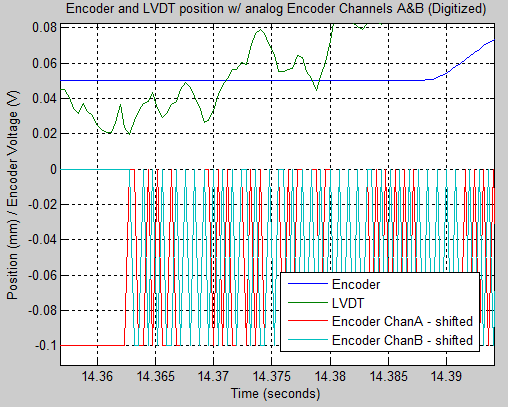 Encoder and LVDT position w/ analog Encoder Channels A&B (Digitized)
0.08
0.06
0.04
0.02
0
-0.02
-0.04
-0.06
-0.08
-0.1
Position (mm) / Encoder Voltage (V)
Encoder
LVDT
Encoder ChanA - shifted
Encoder ChanB - shifted
14.36 14.365 14.37 14.375 14.38 14.385 14.39
Time (seconds)